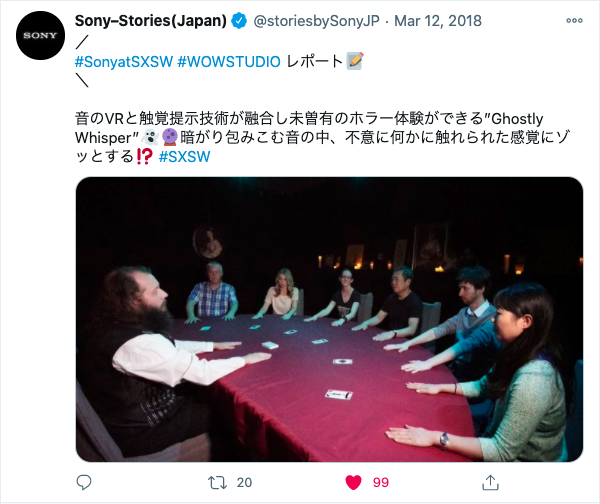 SONY
Sony–Stories(Japan) @storiesbySonyJP · Mar 12, 2018
／
#SonyatSXSW #WOWSTUDIO レポート📝
＼
音のVRと触覚提示技術が融合し未曽有のホラー体験ができる”Ghostly
Whisper”👻🔮暗がり包みこむ音の中、不意に何かに触れられた感覚にゾ
ッとする⁉️ #SXSW
20
99